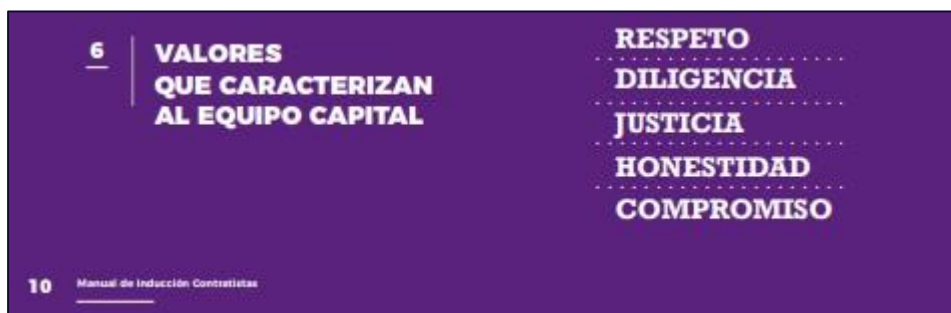 6
VALORES
QUE CARACTERIZAN
AL EQUIPO CAPITAL
RESPETO
DILIGENCIA
JUSTICIA
HONESTIDAD
COMPROMISO
10 Manual de Inducción Contratistas